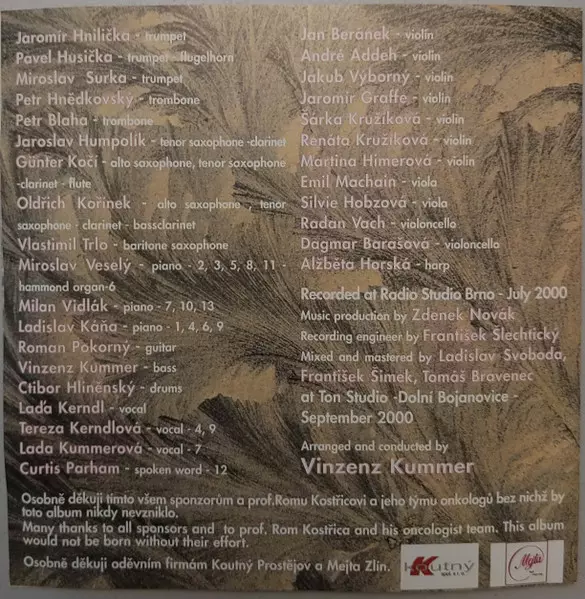 Jaromír Hnilička - trumpet
Pavel Husička - trumpet - flugelhorn
Miroslav Surka - trumpet
Petr Hnědkovský - trombone
Petr Blaha - trombone
Jaroslav Humpolík - tenor saxophone -clarinet
Günter Kočí - alto saxophone, tenor saxophone
-clarinet - flute
Oldřich Kořínek - alto saxophone , tenor
saxophone - clarinet - bassclarinet
Vlastimil Trlo - baritone saxophone
Miroslav Veselý - piano - 2, 3, 5, 8, 11 -
hammond organ-6
Milan Vidlák - piano - 7, 10, 13
Ladislav Káňa - piano - 1, 4, 6, 9
Roman Pokorný - guitar
Vinzenz Kummer - bass
Ctibor Hliněnský - drums
Laďa Kerndl - vocal
Tereza Kerndlová - vocal - 4, 9
Lada Kummerová - vocal - 7
Curtis Parham - spoken word - 12
Jan Beránek - violin
André Addeh - violin
Jakub Výborný - violin
Jaromír Graffe - violin
Šárka Kružíková - violin
Renáta Kružíková - violin
Martina Himerová - violin
Emil Machain - viola
Silvie Hobzová - viola
Radan Vach - violoncello
Dagmar Barašová - violoncello
Alžběta Horská - harp
Recorded at Radio Studio Brno - July 2000
Music production by Zdenek Novák
Recording engineer by František Šlechtický
Mixed and mastered by Ladislav Svoboda,
František Šimek, Tomáš Bravenec
at Ton Studio -Dolní Bojanovice -
September 2000
Arranged and conducted by
Vinzenz Kummer
Osobně děkuji tímto všem sponzorům a prof.Romu Kostřicovi a jeho týmu ankologů bez nichž by
toto album nikdy nevzniklo.
Many thanks to all sponsors and to prof. Rom Kostřica and his oncologist team. This album
would not be born without their effort.
Osobně děkuji oděvním firmám Koutný Prostějov a Mejta Zlín.
Koutný
Mejta